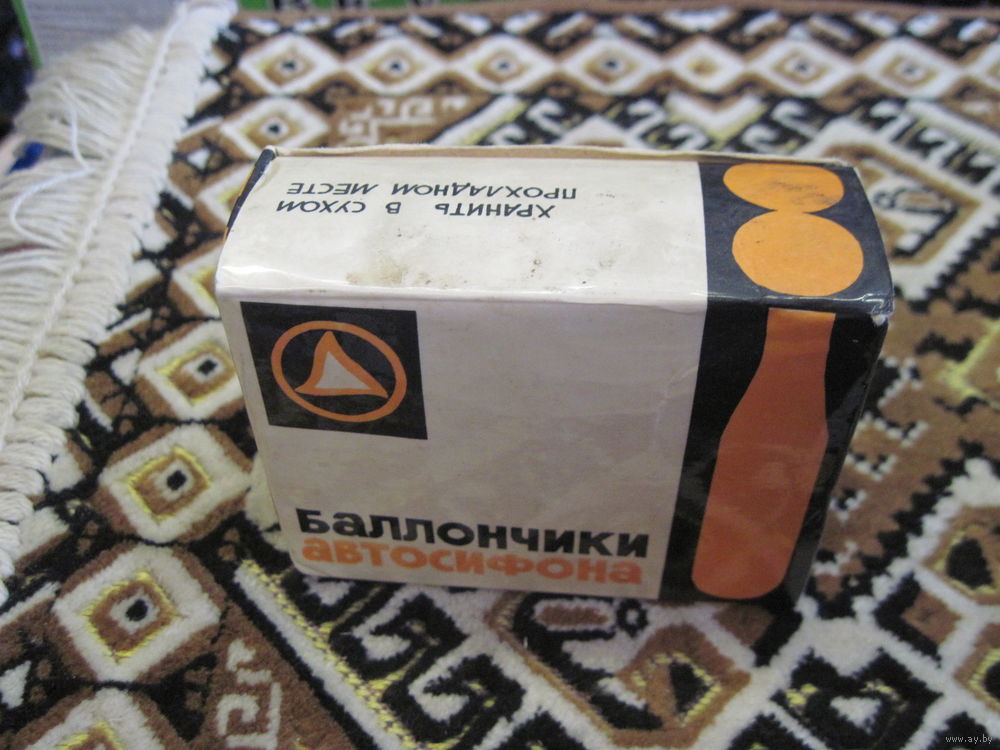 ХРАНИТЬ В СУХОМ
ПРОХЛАДНОМ МЕСТЕ
баллончики
автосифона
www.ay.by